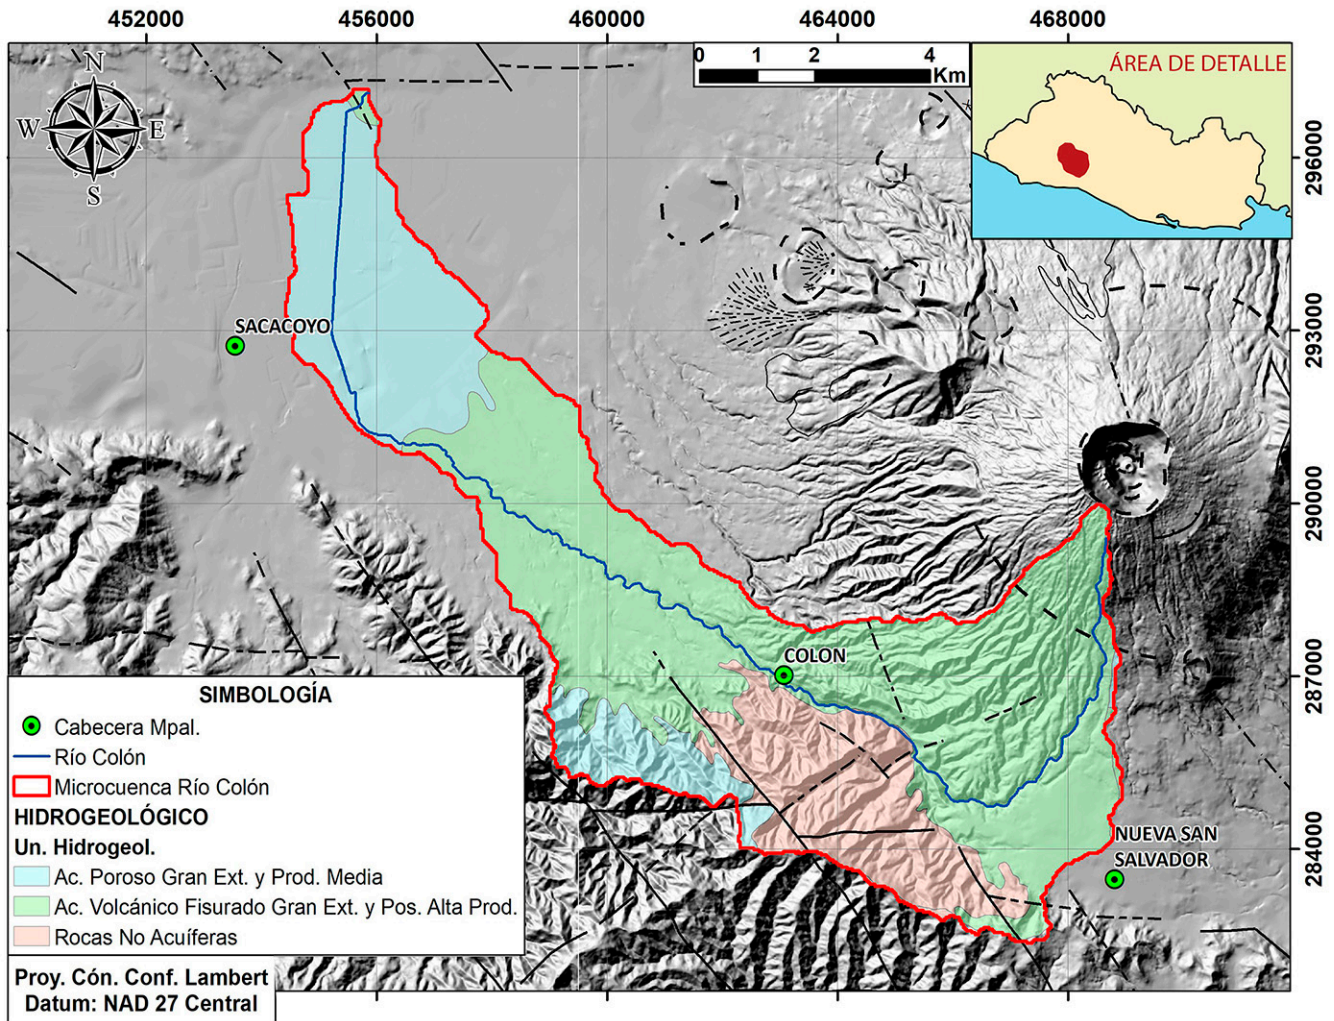 452000 456000 460000 464000 468000
N
W E
S
0 1 2 4
Km
ÁREA DE DETALLE
296000
293000
290000
287000
284000
SACACOYO
COLON
NUEVA SAN
SALVADOR
SIMBOLOGÍA
Cabecera Mpal.
Río Colón
Microcuenca Río Colón
HIDROGEOLÓGICO
Un. Hidrogeol.
Ac. Poroso Gran Ext. y Prod. Media
Ac. Volcánico Fisurado Gran Ext. y Pos. Alta Prod.
Rocas No Acuíferas
Proy. Cón. Conf. Lambert
Datum: NAD 27 Central